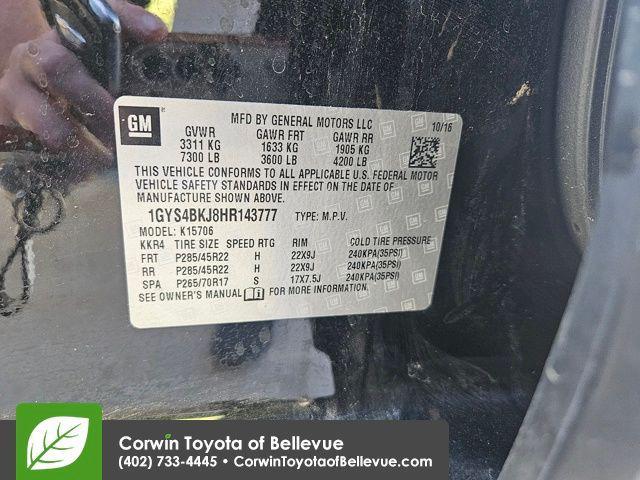 GM
MFD BY GENERAL MOTORS LLC
10/16
GVWR GAWR FRT GAWR RR
3311 KG 1633 KG 1905 KG
7300 LB 3600 LB 4200 LB
THIS VEHICLE CONFORMS TO ALL APPLICABLE U.S. FEDERAL MOTOR
VEHICLE SAFETY STANDARDS IN EFFECT ON THE DATE OF
MANUFACTURE SHOWN ABOVE.
1GYS4BKJ8HR143777 TYPE: M.P.V.
MODEL: K15706
KKR4 TIRE SIZE SPEED RTG RIM COLD TIRE PRESSURE
FRT P285/45R22 H 22X9J 240KPA(35PSI)
RR P285/45R22 H 22X9J 240KPA(35PSI)
SPA P265/70R17 S 17X7.5J 240KPA(35PSI)
SEE OWNER'S MANUAL FOR MORE INFORMATION.
Corwin Toyota of Bellevue
(402) 733-4445 • CorwinToyotaofBellevue.com